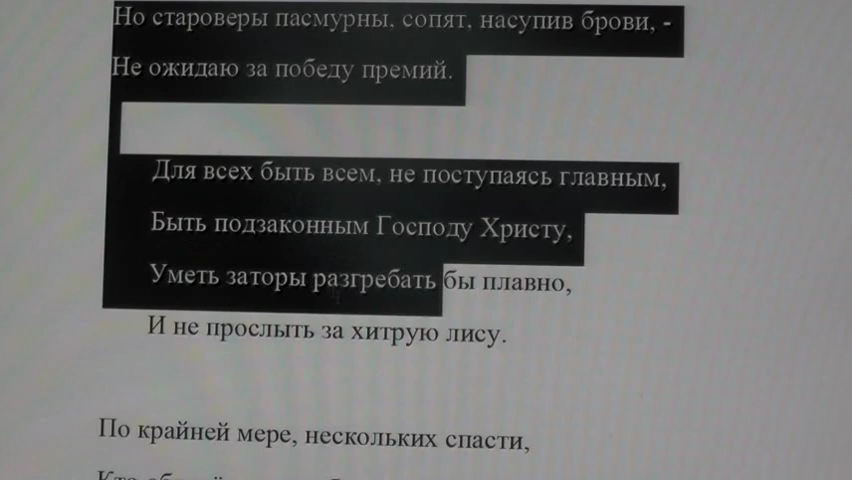 Но староверы пасмурны, сопят, насупив брови, -
Не ожидаю за победу премий.
Для всех быть всем, не поступаясь главным,
Быть подзаконным Господу Христу,
Уметь заторы разгребать бы плавно,
И не прослыть за хитрую лису.
По крайней мере, нескольких спасти,
Кто